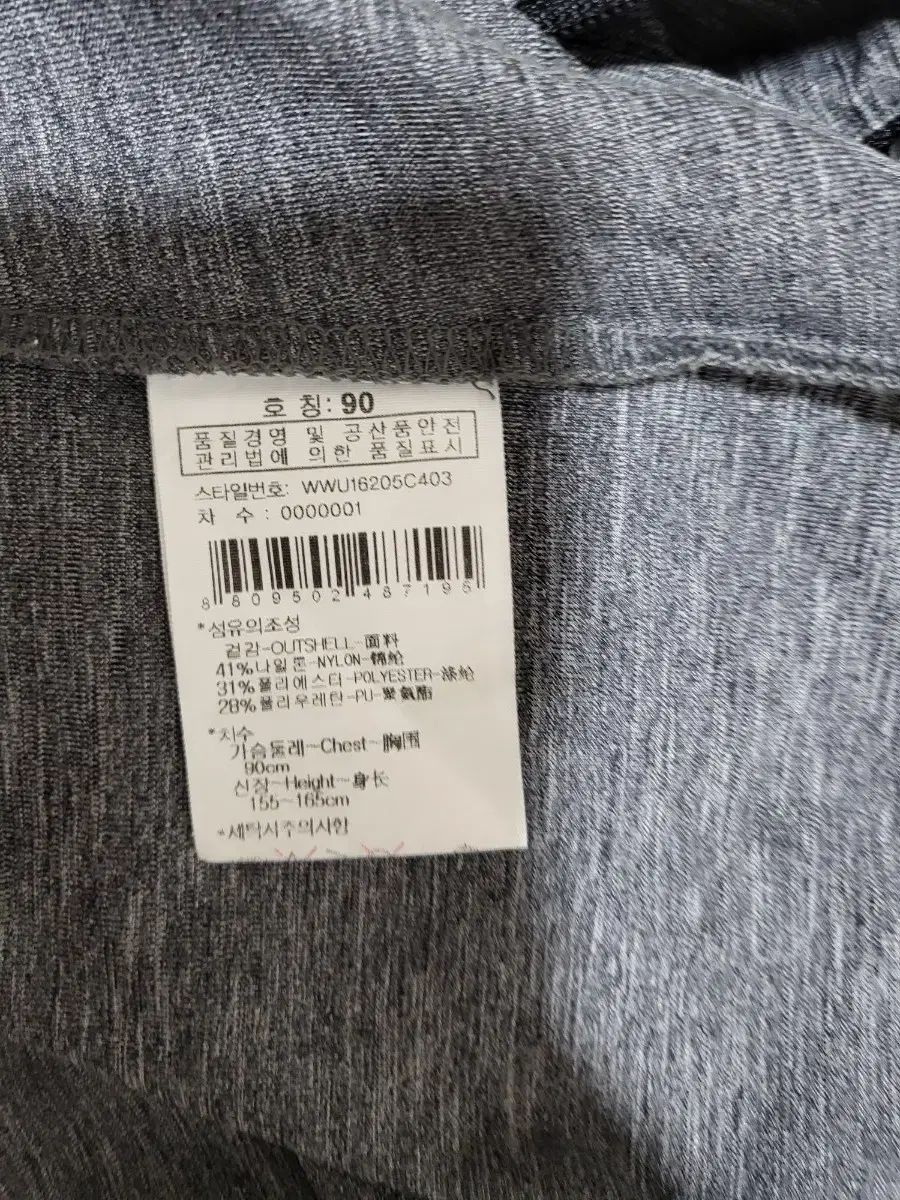 호 칭: 90
품질경영 및 공산품안전
관리법에 의한 품질표시
스타일번호: WWU16205C403
차 수 : 0000001
8809502487195
*섬유의조성
겉감-OUTSHELL-面料
41%나일론-NYLON-锦纶
31%폴리에스터-POLYESTER-涤纶
28%폴리우레탄-PU-聚氨酯
*치수
가슴둘레-Chest-胸围
90cm
신장-Height-身长
155~165cm
*세탁시주의사항